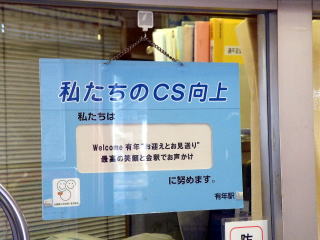 私たちのCS向上
私たちは
Welcome 有年"お迎えとお見送り"
最高の笑顔と会釈でお声かけ
に努めます。
有年駅
防